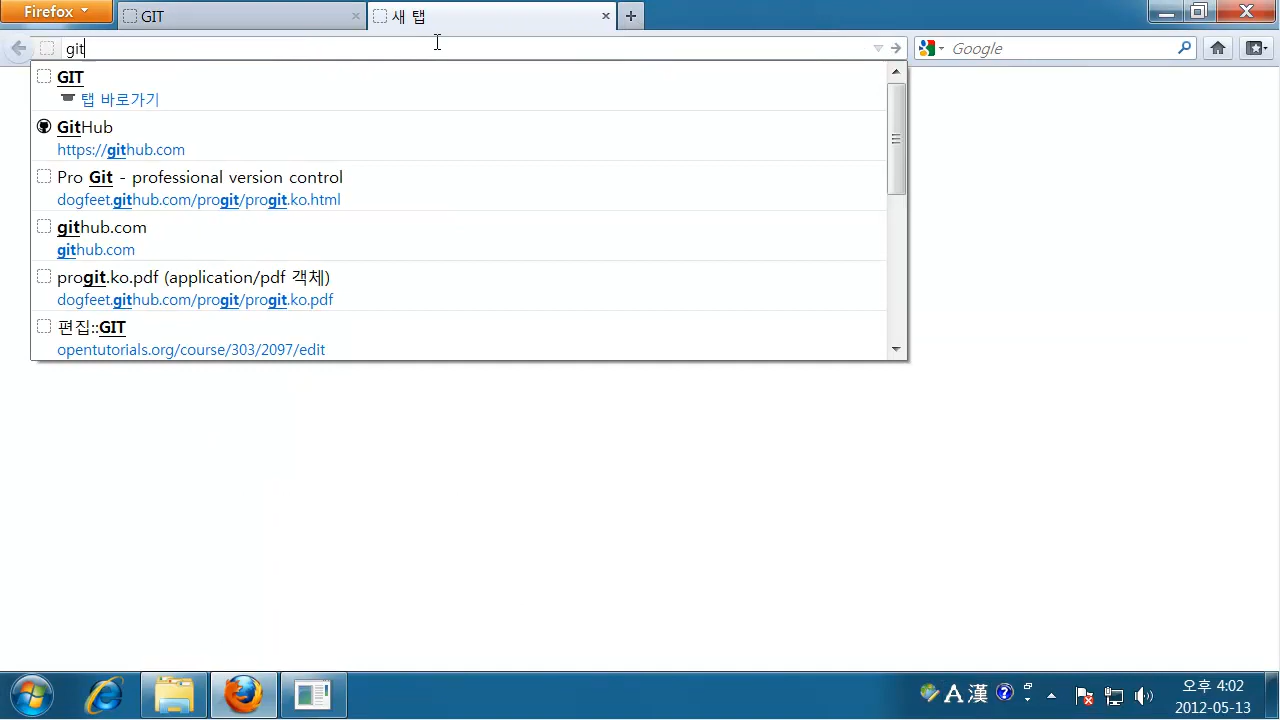 Firefox
GIT
새 탭
git
Google
GIT
탭 바로가기
GitHub
https://github.com
Pro Git - professional version control
dogfeet.github.com/progit/progit.ko.html
github.com
github.com
progit.ko.pdf (application/pdf 객체)
dogfeet.github.com/progit/progit.ko.pdf
편집::GIT
opentutorials.org/course/303/2097/edit
A 漢
오후 4:02
2012-05-13